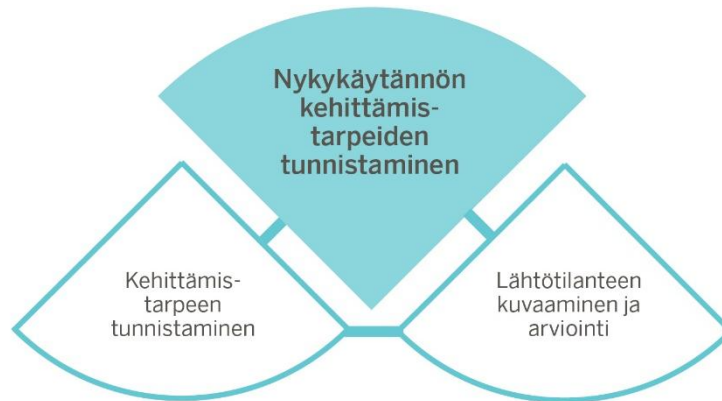 Nykykäytännön
kehittämis-
tarpeiden
tunnistaminen
Kehittämis-
tarpeen
tunnistaminen
Lähtötilanteen
kuvaaminen ja
arviointi